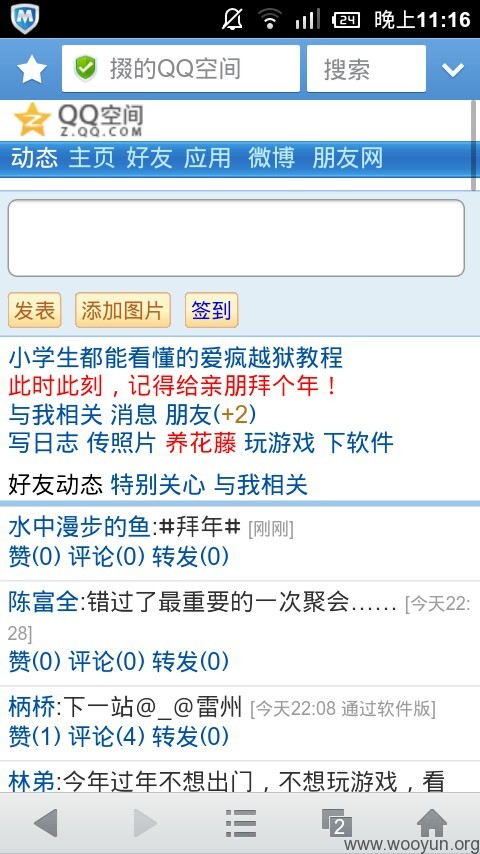 24 晚上11:16
掇的QQ空间 搜索
QQ空间
Z.QQ.COM
动态 主页 好友 应用 微博 朋友网
发表 添加图片 签到
小学生都能看懂的爱疯越狱教程
此时此刻，记得给亲朋拜个年！
与我相关 消息 朋友(+2)
写日志 传照片 养花藤 玩游戏 下软件
好友动态 特别关心 与我相关
水中漫步的鱼:#拜年# [刚刚]
赞(0) 评论(0) 转发(0)
陈富全:错过了最重要的一次聚会…… [今天22:
28]
赞(0) 评论(0) 转发(0)
柄桥:下一站@_@雷州 [今天22:08 通过软件版]
赞(1) 评论(4) 转发(0)
林弟:今年过年不想出门，不想玩游戏，看
2
www.wooyun.org